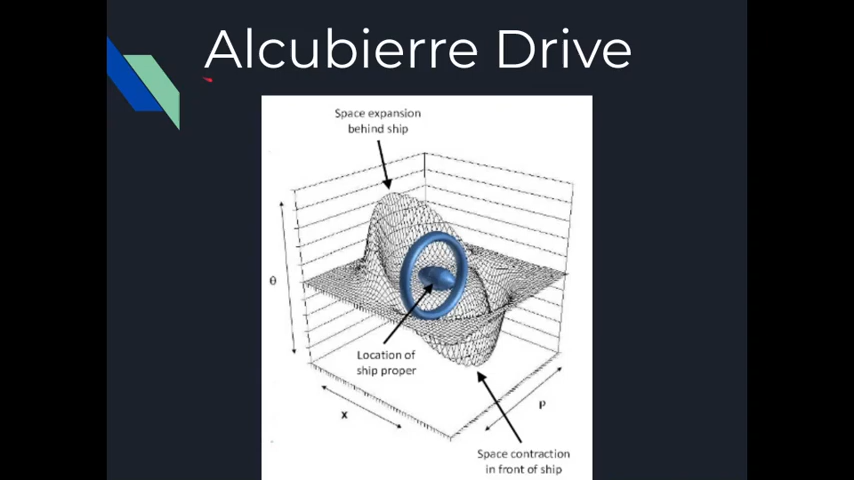 Alcubierre Drive
Space expansion
behind ship
θ
Location of
ship proper
x
ρ
Space contraction
in front of ship